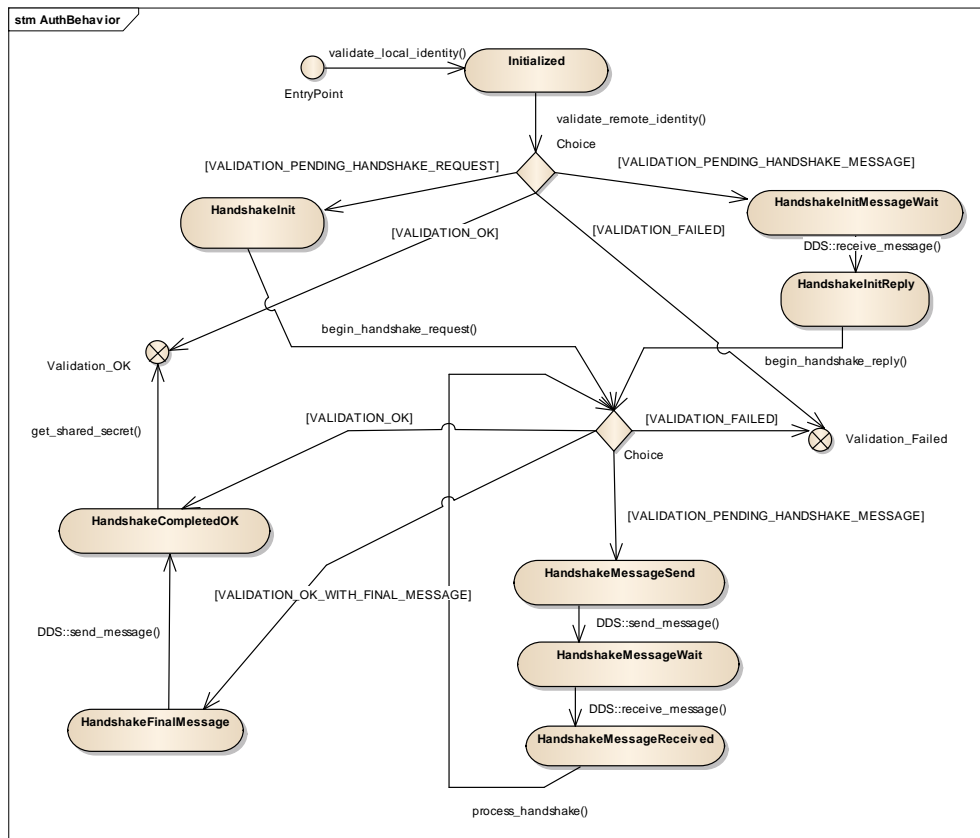 stm AuthBehavior
validate_local_identity()
Initialized
EntryPoint
validate_remote_identity()
Choice
[VALIDATION_PENDING_HANDSHAKE_REQUEST]
[VALIDATION_PENDING_HANDSHAKE_MESSAGE]
HandshakeInit
HandshakeInitMessageWait
[VALIDATION_OK]
[VALIDATION_FAILED]
DDS::receive_message()
HandshakeInitReply
begin_handshake_request()
Validation_OK
begin_handshake_reply()
get_shared_secret()
[VALIDATION_OK]
[VALIDATION_FAILED]
Validation_Failed
Choice
HandshakeCompletedOK
[VALIDATION_PENDING_HANDSHAKE_MESSAGE]
HandshakeMessageSend
[VALIDATION_OK_WITH_FINAL_MESSAGE]
DDS::send_message()
DDS::send_message()
HandshakeMessageWait
DDS::receive_message()
HandshakeFinalMessage
HandshakeMessageReceived
process_handshake()